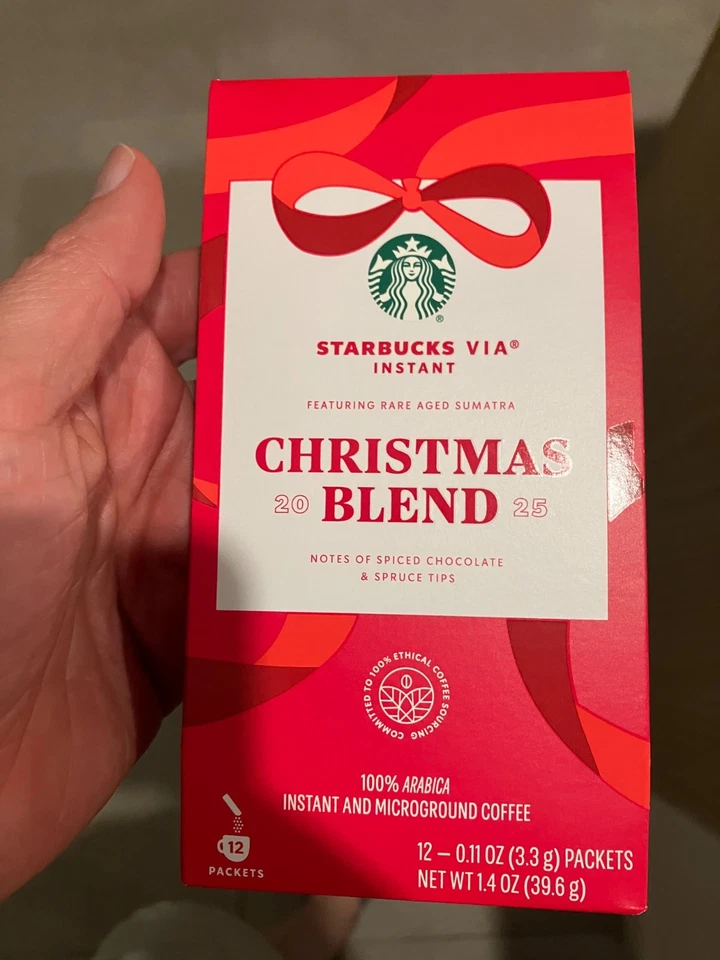 STARBUCKS VIA®
INSTANT
FEATURING RARE AGED SUMATRA
CHRISTMAS
20 BLEND 25
NOTES OF SPICED CHOCOLATE
& SPRUCE TIPS
COMMITTED TO 100% ETHICAL COFFEE SOURCING
100% ARABICA
INSTANT AND MICROGROUND COFFEE
12
PACKETS
12 – 0.11 OZ (3.3 g) PACKETS
NET WT 1.4 OZ (39.6 g)